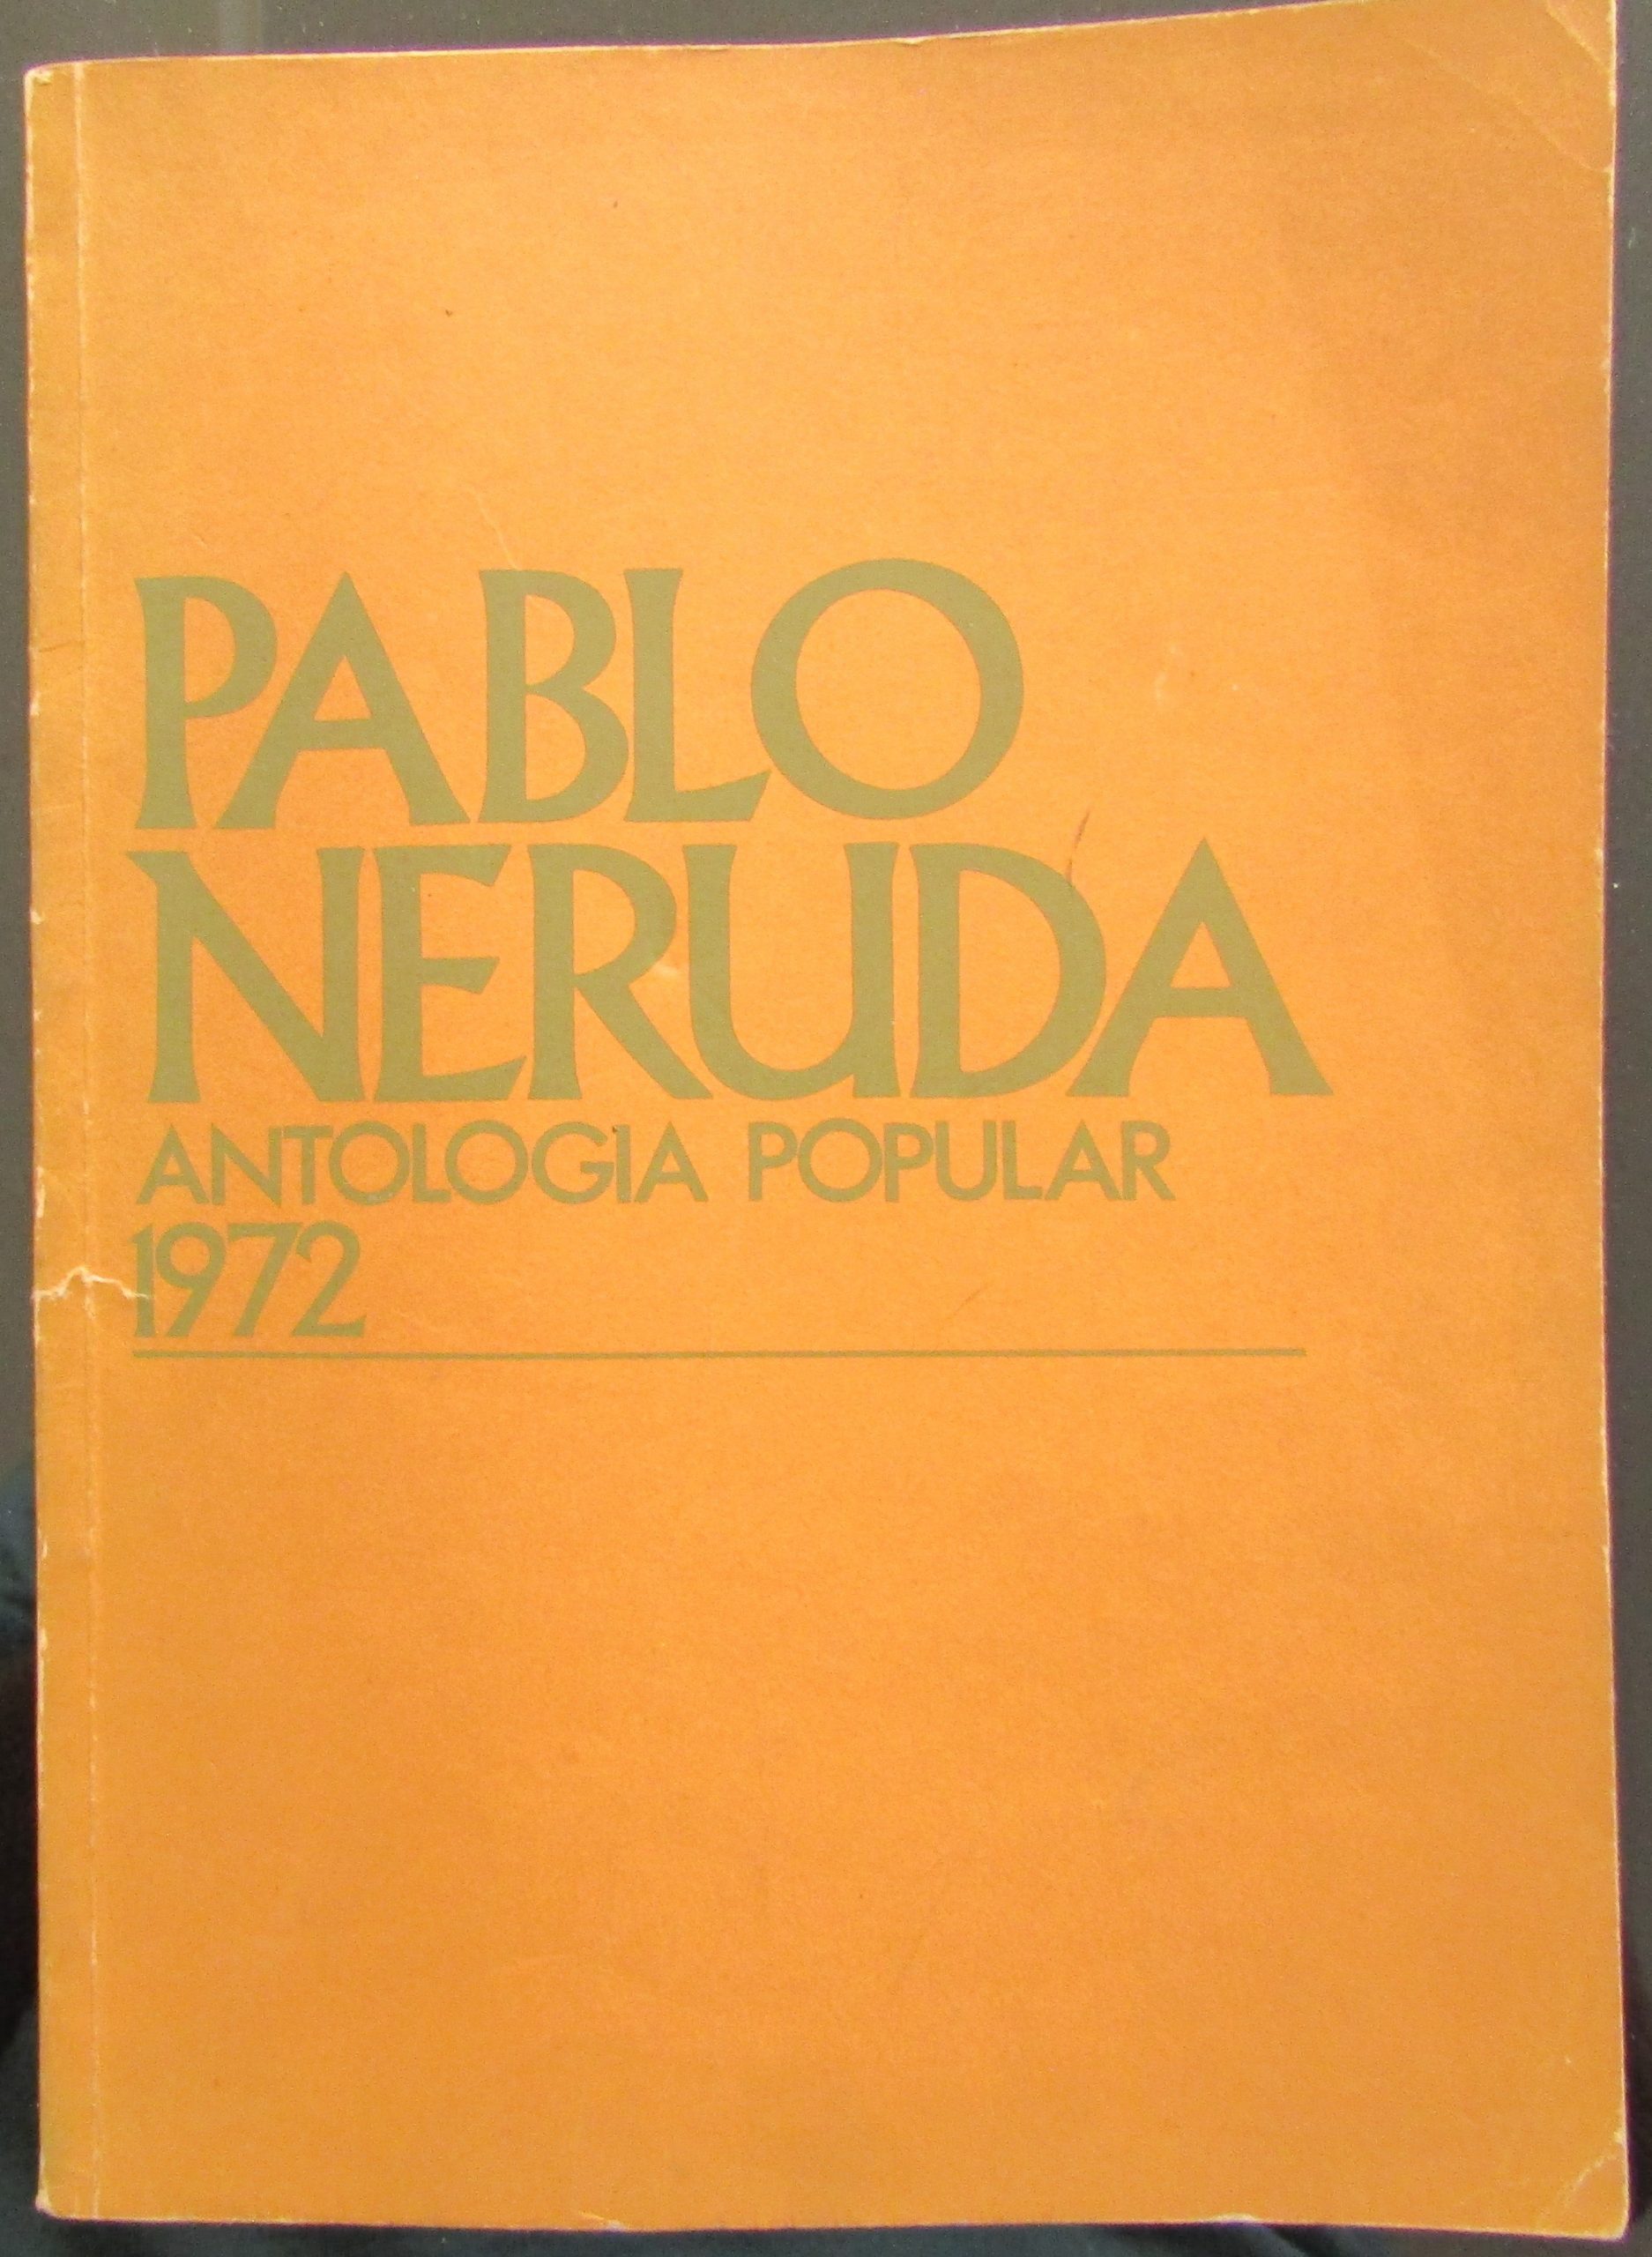 PABLO
NERUDA
ANTOLOGIA POPULAR
1972